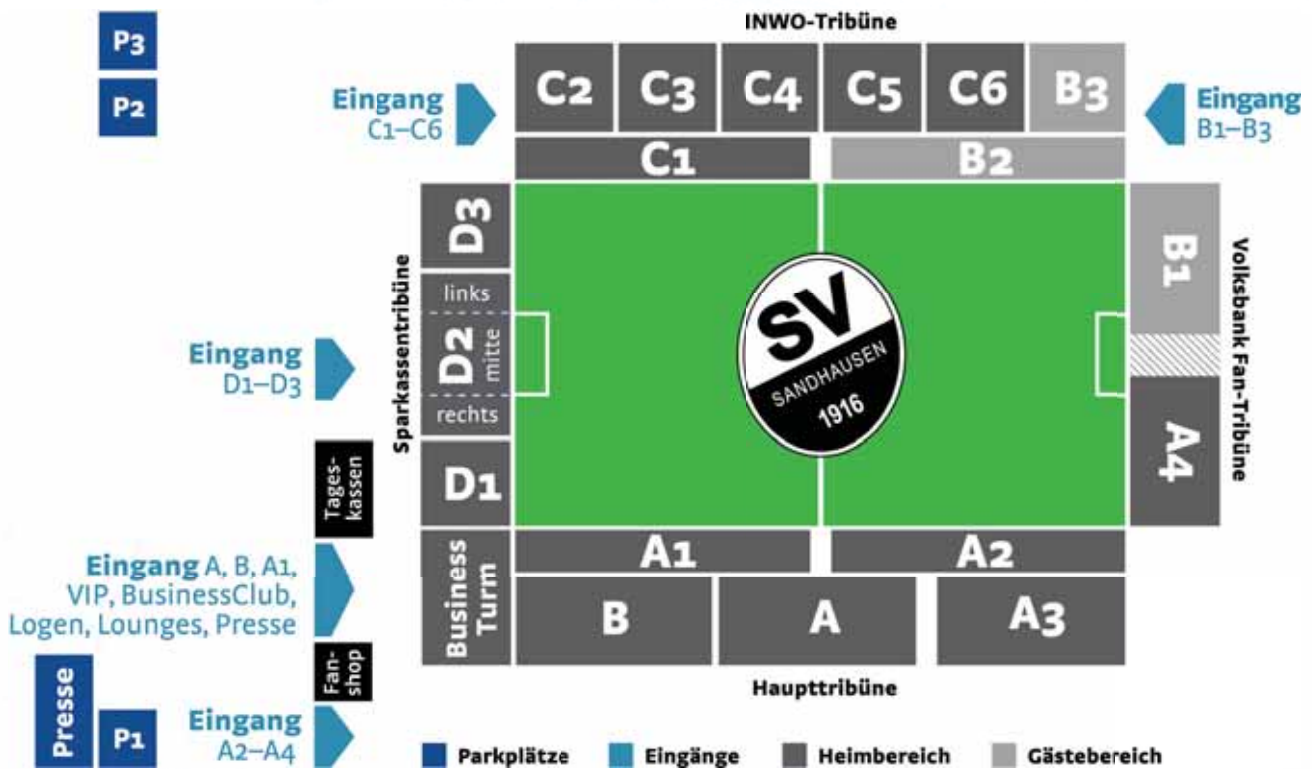 INWO-Tribüne
P3
P2
Eingang
C1–C6
C2 C3 C4 C5 C6 B3
Eingang
B1–B3
C1 B2
Sparkassentribüne
D3
links
D2
mitte
rechts
D1
Eingang
D1–D3
SV
SANDHAUSEN
1916
B1
A4
Volksbank Fan-Tribüne
Tages-
kassen
Eingang A, B, A1,
VIP, BusinessClub,
Logen, Lounges, Presse
Business
Turm
A1 A2
B A A3
Fan-
shop
Haupttribüne
Presse
P1
Eingang
A2–A4
Parkplätze Eingänge Heimbereich Gästebereich